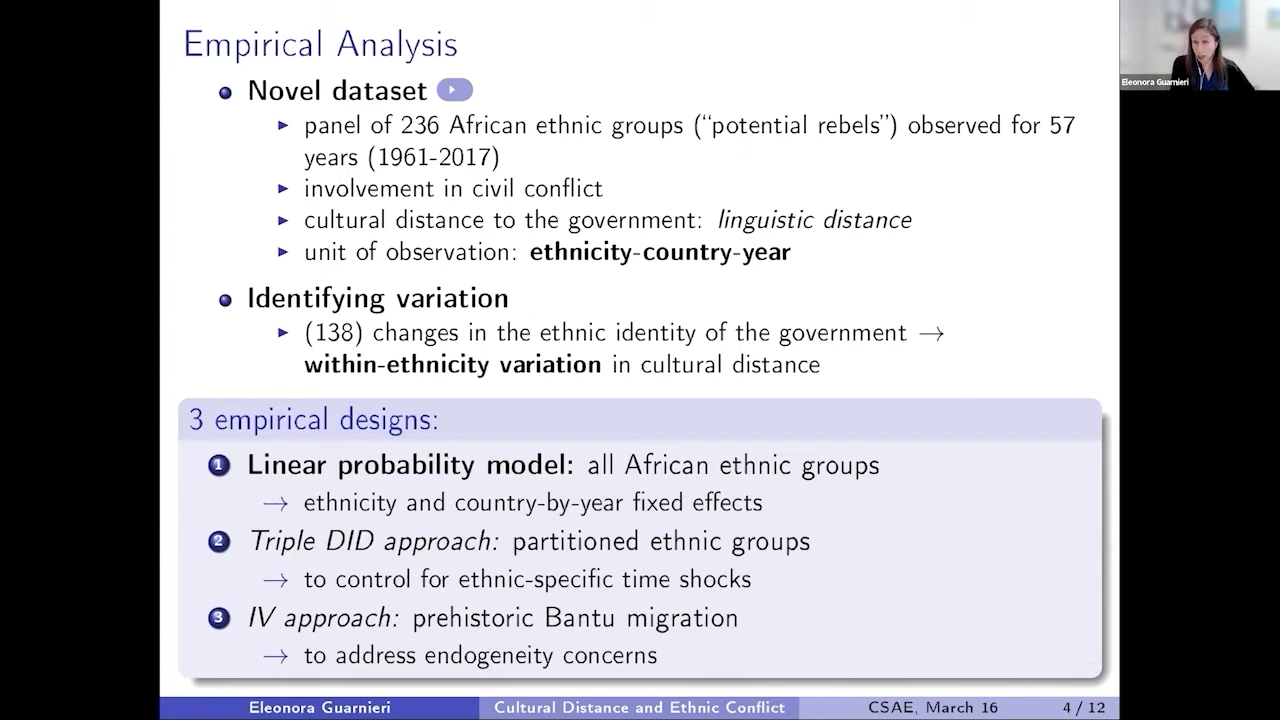 Empirical Analysis
Novel dataset
panel of 236 African ethnic groups (“potential rebels”) observed for 57
years (1961-2017)
involvement in civil conflict
cultural distance to the government: linguistic distance
unit of observation: ethnicity-country-year
Identifying variation
(138) changes in the ethnic identity of the government →
within-ethnicity variation in cultural distance
3 empirical designs:
1 Linear probability model: all African ethnic groups
→ ethnicity and country-by-year fixed effects
2 Triple DID approach: partitioned ethnic groups
→ to control for ethnic-specific time shocks
3 IV approach: prehistoric Bantu migration
→ to address endogeneity concerns
Eleonora Guarnieri
Cultural Distance and Ethnic Conflict
CSAE, March 16
4 / 12
Eleonora Guarnieri